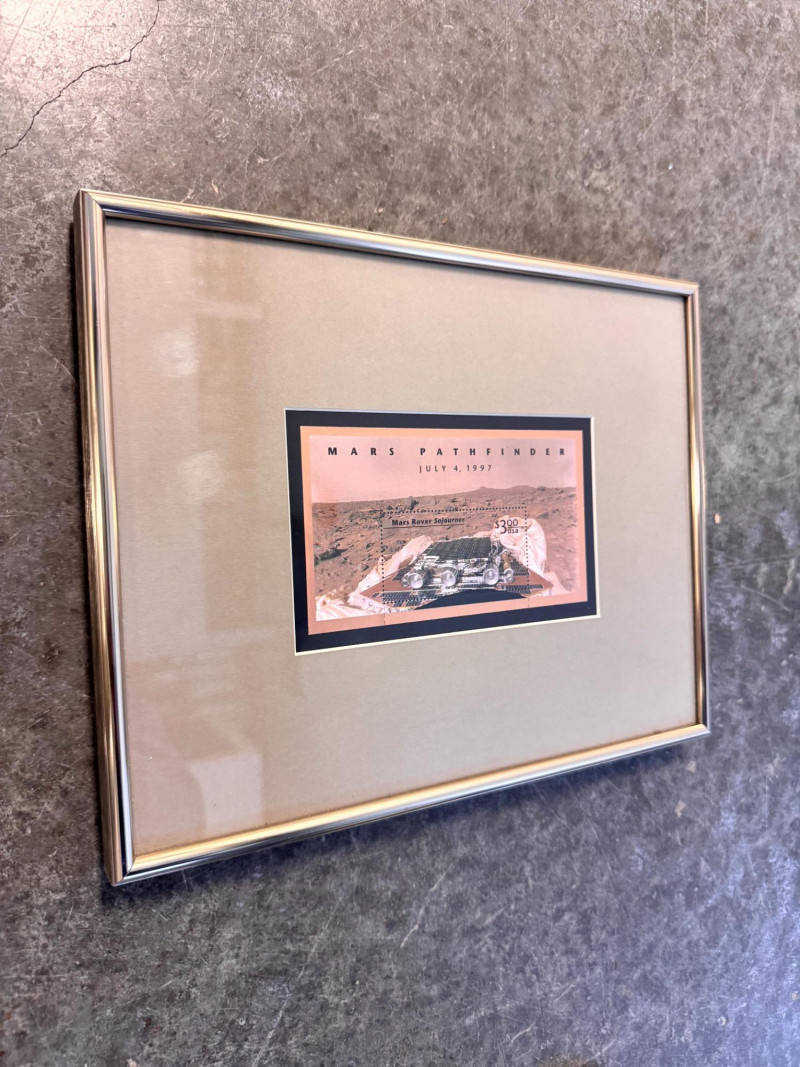 MARS PATHFINDER
JULY 4, 1997
Mars Rover Sojourner
$3.00
USA